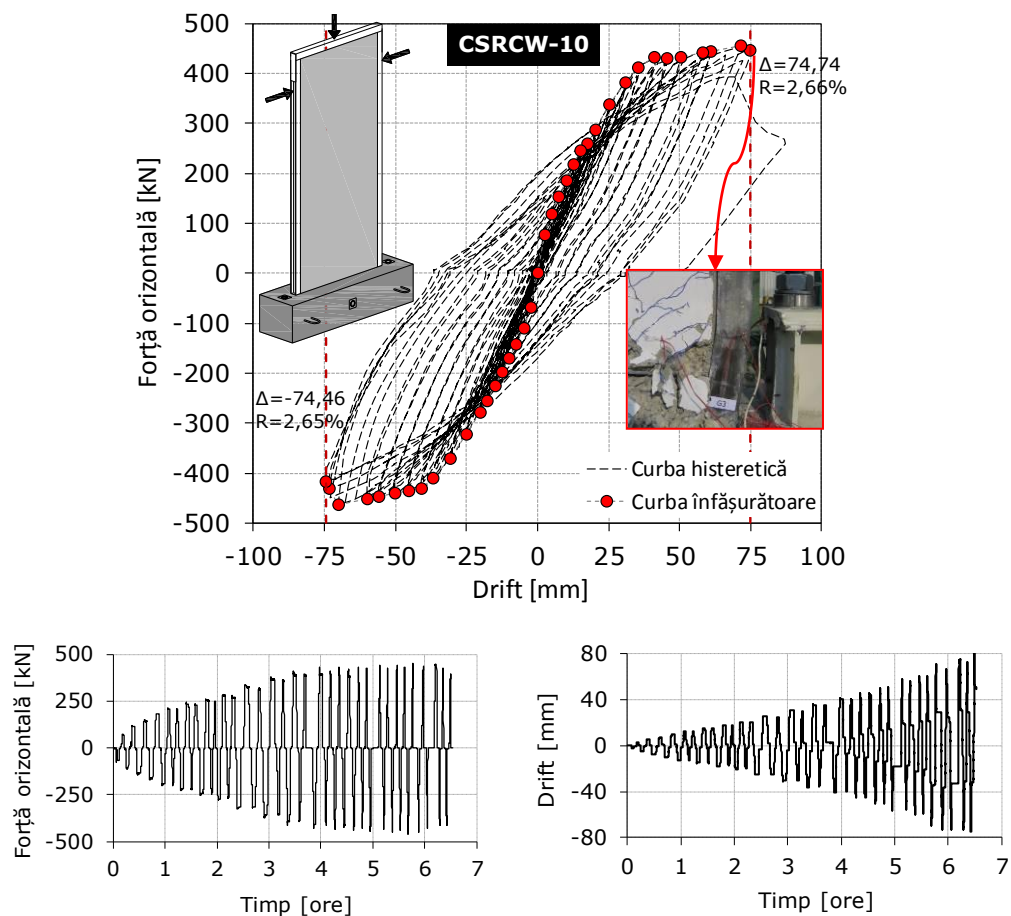 CSRCW-10
Forță orizontală [kN]
500
400
300
200
100
0
-100
-200
-300
-400
-500
Δ=74,74
R=2,66%
Δ=-74,46
R=2,65%
G3
Curba histeretică
Curba înfășurătoare
-100 -75 -50 -25 0 25 50 75 100
Drift [mm]
Forță orizontală [kN]
500
250
0
-250
-500
0 1 2 3 4 5 6 7
Timp [ore]
Drift [mm]
80
40
0
-40
-80
0 1 2 3 4 5 6 7
Timp [ore]